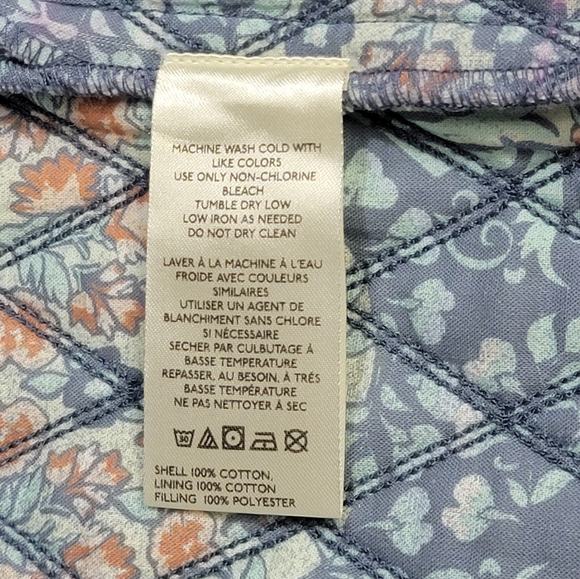 MACHINE WASH COLD WITH
LIKE COLORS
USE ONLY NON-CHLORINE
BLEACH
TUMBLE DRY LOW
LOW IRON AS NEEDED
DO NOT DRY CLEAN
LAVER À LA MACHINE À L'EAU
FROIDE AVEC COULEURS
SIMILAIRES
UTILISER UN AGENT DE
BLANCHIMENT SANS CHLORE
SI NÉCESSAIRE
SECHER PAR CULBUTAGE À
BASSE TEMPÉRATURE
REPASSER, AU BESOIN, À TRÉS
BASSE TEMPÉRATURE
NE PAS NETTOYER À SEC
30
SHELL 100% COTTON,
LINING 100% COTTON
FILLING 100% POLYESTER